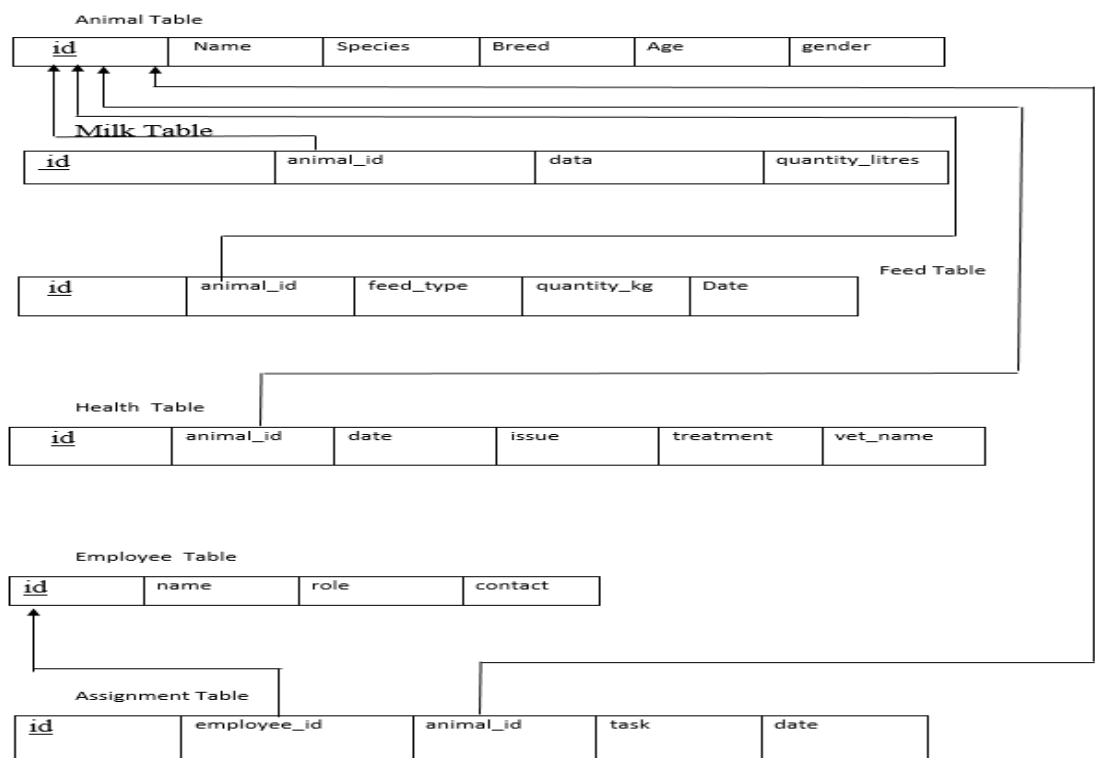 Animal Table
id Name Species Breed Age gender
Milk Table
id animal_id data quantity_litres
Feed Table
id animal_id feed_type quantity_kg Date
Health Table
id animal_id date issue treatment vet_name
Employee Table
id name role contact
Assignment Table
id employee_id animal_id task date